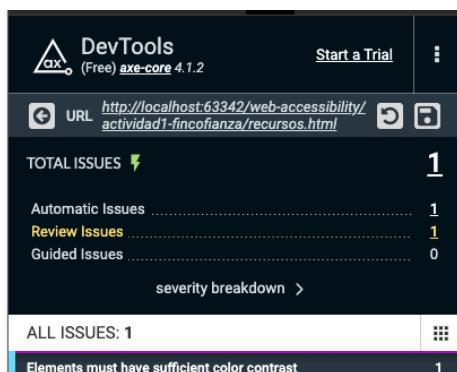 DevTools
(Free) axe-core 4.1.2
Start a Trial
URL http://localhost:63342/web-accessibility/
actividad1-fincofianza/recursos.html
TOTAL ISSUES 1
Automatic Issues 1
Review Issues 1
Guided Issues 0
severity breakdown >
ALL ISSUES: 1
Elements must have sufficient color contrast 1